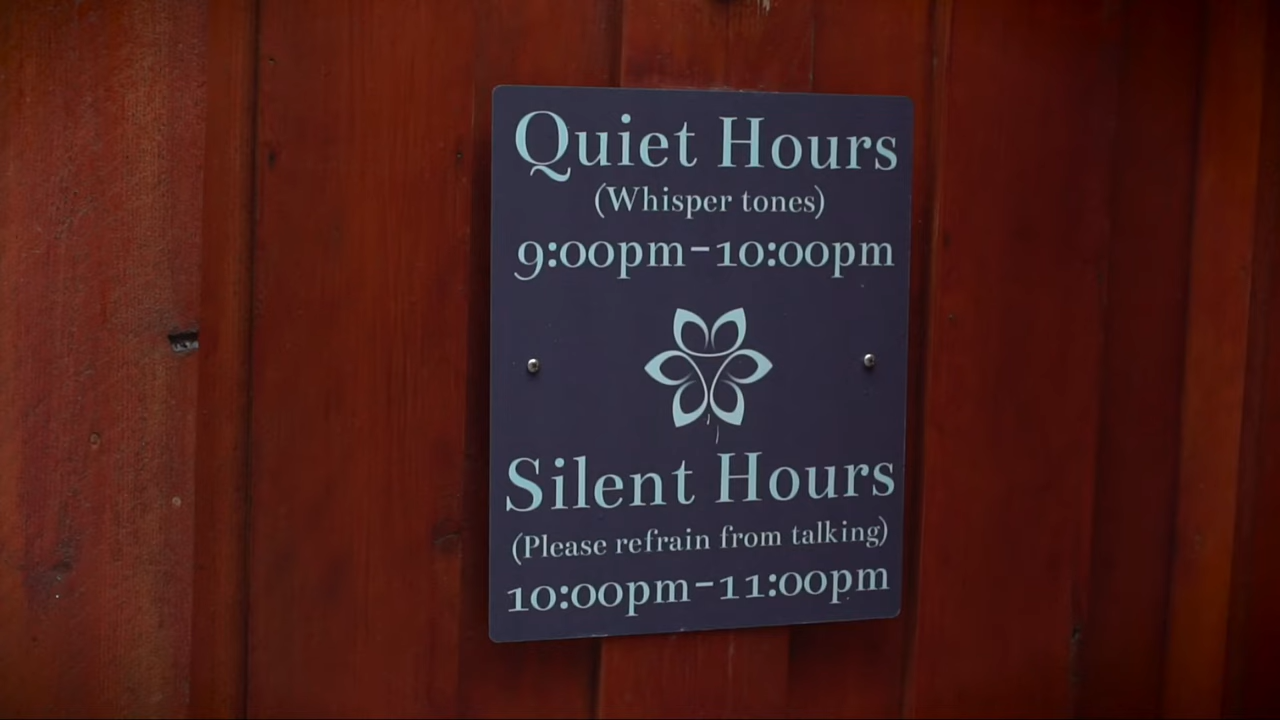 Quiet Hours
(Whisper tones)
9:00pm-10:00pm
Silent Hours
(Please refrain from talking)
10:00pm-11:00pm